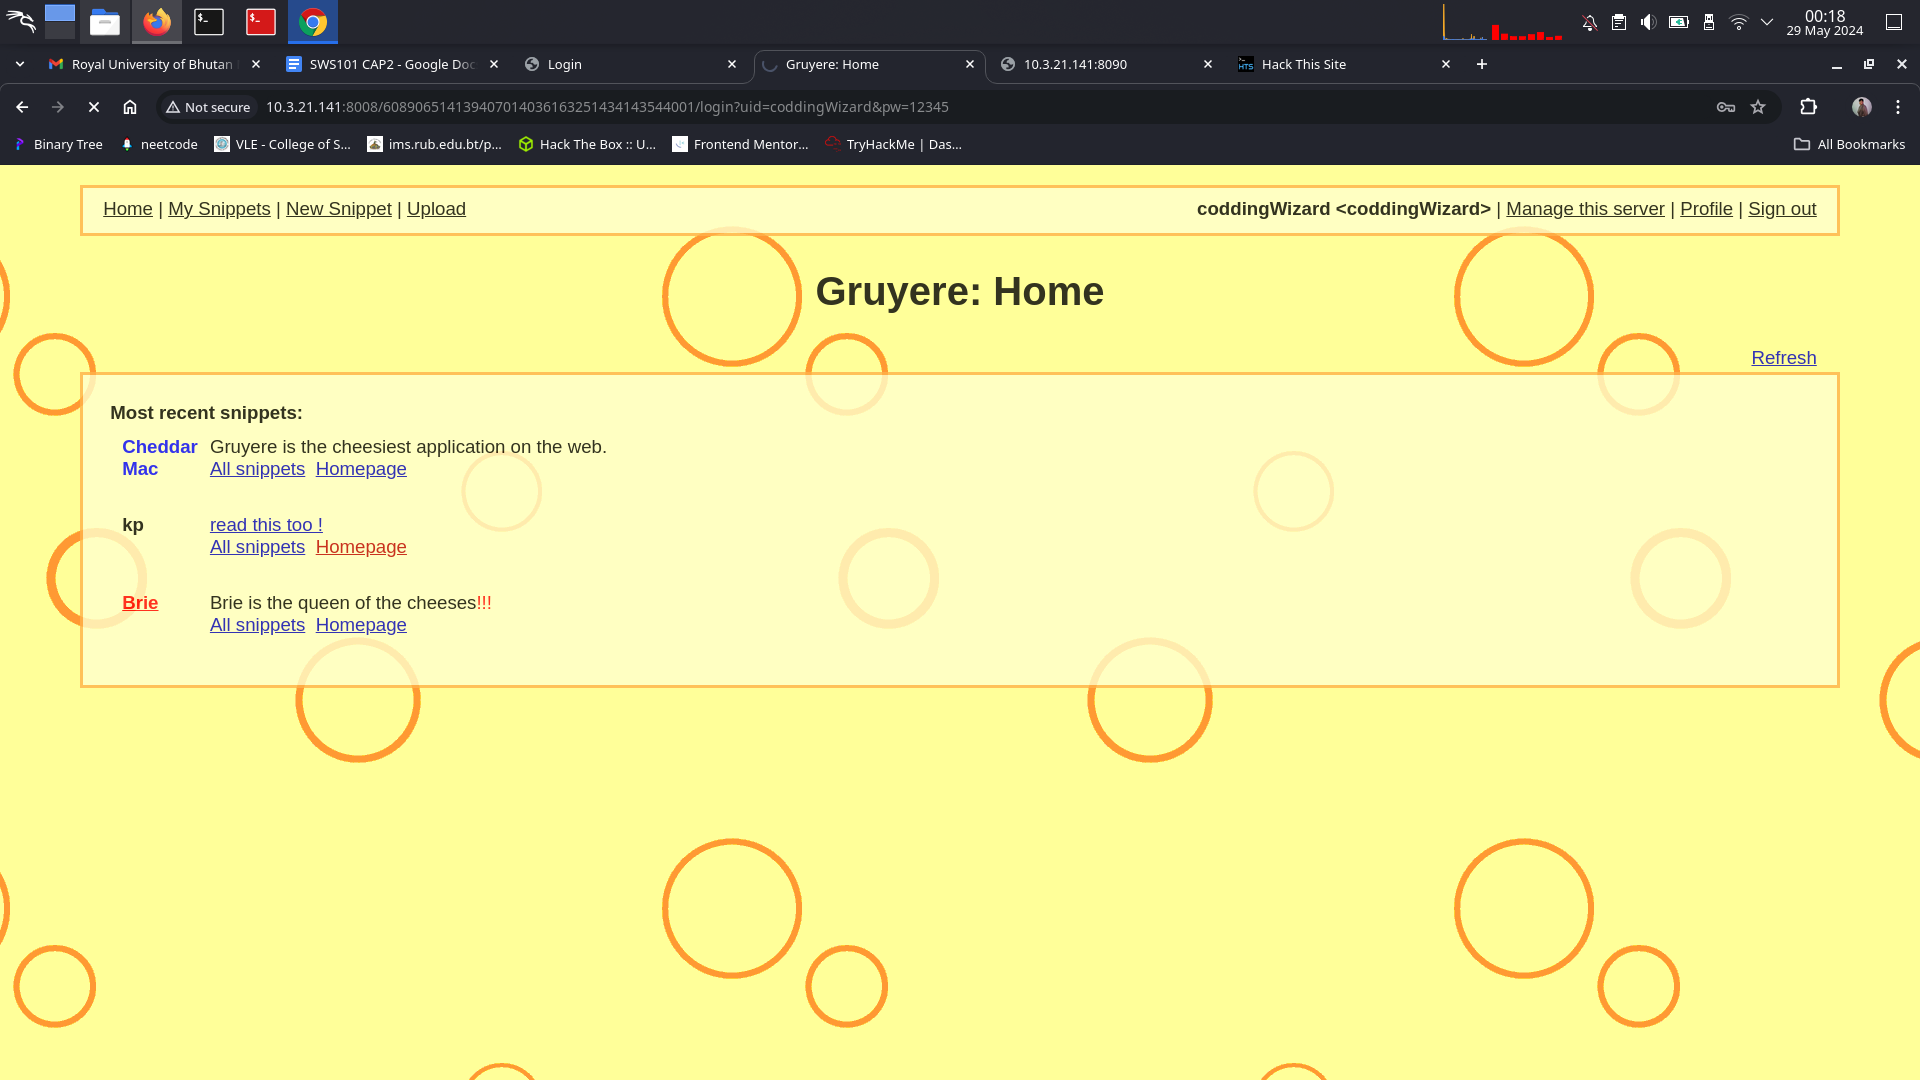 $_
$_
00:18
29 May 2024
Royal University of Bhutan
SWS101 CAP2 - Google Doc
Login
Gruyere: Home
10.3.21.141:8090
HTS
Hack This Site
Not secure
10.3.21.141:8008/608906514139407014036163251434143544001/login?uid=coddingWizard&pw=12345
Binary Tree
neetcode
VLE - College of S...
ims.rub.edu.bt/p...
Hack The Box :: U...
Frontend Mentor...
TryHackMe | Das...
All Bookmarks
Home | My Snippets | New Snippet | Upload
coddingWizard <coddingWizard> | Manage this server | Profile | Sign out
Gruyere: Home
Refresh
Most recent snippets:
Cheddar Gruyere is the cheesiest application on the web.
Mac All snippets Homepage
kp read this too !
All snippets Homepage
Brie Brie is the queen of the cheeses!!!
All snippets Homepage